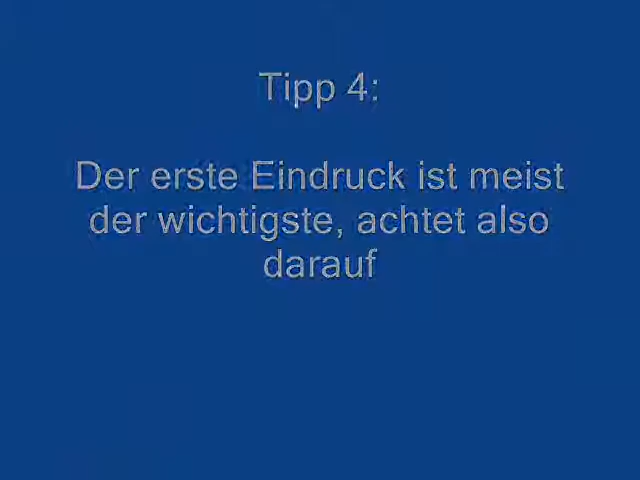 Tipp 4:
Der erste Eindruck ist meist
der wichtigste, achtet also
darauf